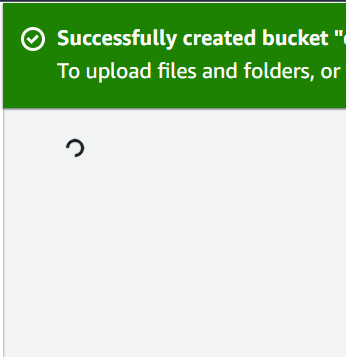 Successfully created bucket "
To upload files and folders, or